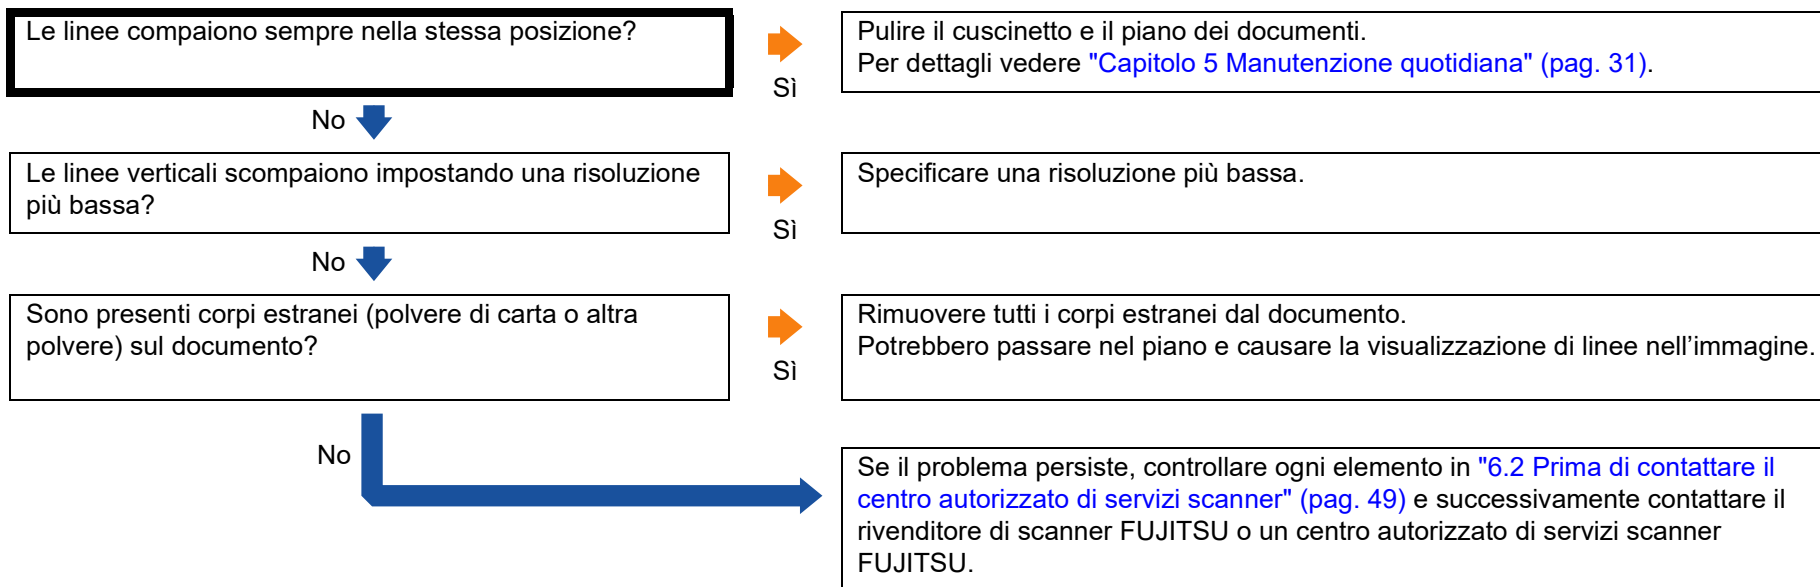 Le linee compaiono sempre nella stessa posizione?
Sì
Pulire il cuscinetto e il piano dei documenti.
Per dettagli vedere "Capitolo 5 Manutenzione quotidiana" (pag. 31).
No
Le linee verticali scompaiono impostando una risoluzione
più bassa?
Sì
Specificare una risoluzione più bassa.
No
Sono presenti corpi estranei (polvere di carta o altra
polvere) sul documento?
Sì
Rimuovere tutti i corpi estranei dal documento.
Potrebbero passare nel piano e causare la visualizzazione di linee nell’immagine.
No
Se il problema persiste, controllare ogni elemento in "6.2 Prima di contattare il
centro autorizzato di servizi scanner" (pag. 49) e successivamente contattare il
rivenditore di scanner FUJITSU o un centro autorizzato di servizi scanner
FUJITSU.